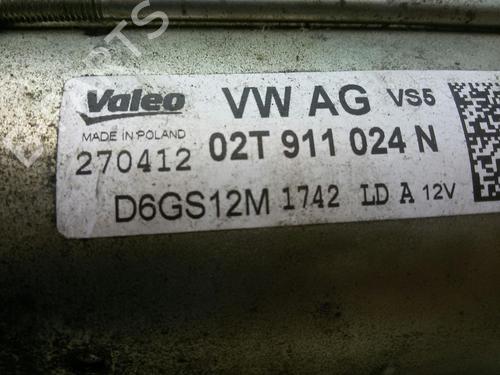 Valeo VW AG VS5
MADE IN POLAND
270412 02T 911 024 N
D6GS12M 1742 LD A 12V